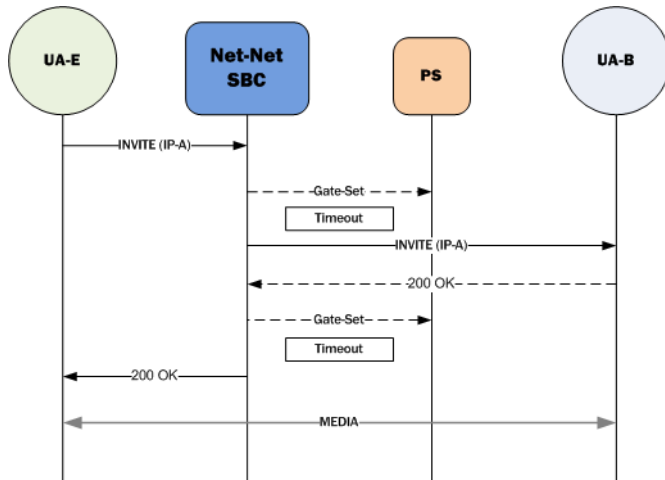 UA-E
Net-Net
SBC
PS
UA-B
INVITE (IP-A)
Gate-Set
Timeout
INVITE (IP-A)
200 OK
Gate-Set
Timeout
200 OK
MEDIA